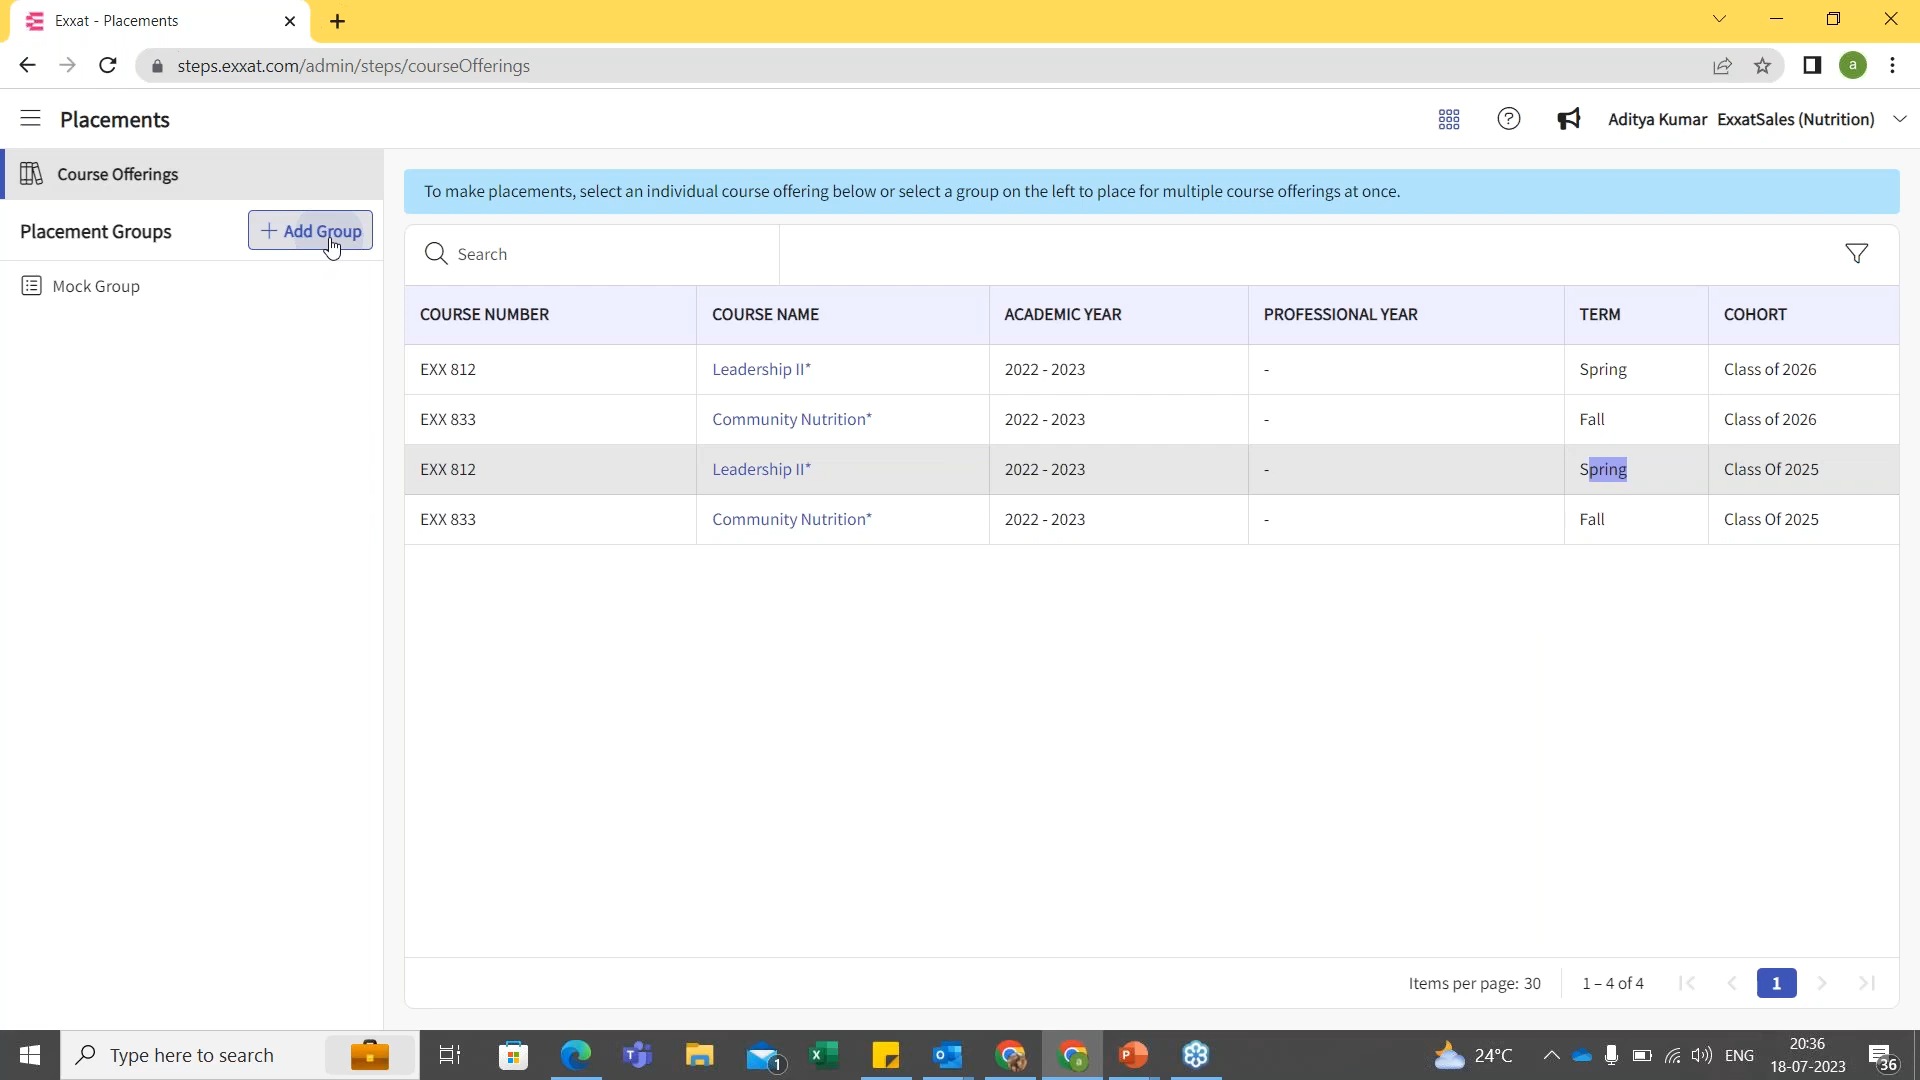 Exxat - Placements
steps.exxat.com/admin/steps/courseOfferings
a
Placements
Aditya Kumar ExxatSales (Nutrition)
Course Offerings
Placement Groups
+ Add Group
Mock Group
To make placements, select an individual course offering below or select a group on the left to place for multiple course offerings at once.
Search
COURSE NUMBER COURSE NAME ACADEMIC YEAR PROFESSIONAL YEAR TERM COHORT
EXX 812 Leadership II* 2022 - 2023 - Spring Class of 2026
EXX 833 Community Nutrition* 2022 - 2023 - Fall Class of 2026
EXX 812 Leadership II* 2022 - 2023 - Spring Class Of 2025
EXX 833 Community Nutrition* 2022 - 2023 - Fall Class Of 2025
Items per page: 30 1 – 4 of 4 1
Type here to search
1
24°C
ENG
20:36
18-07-2023
36